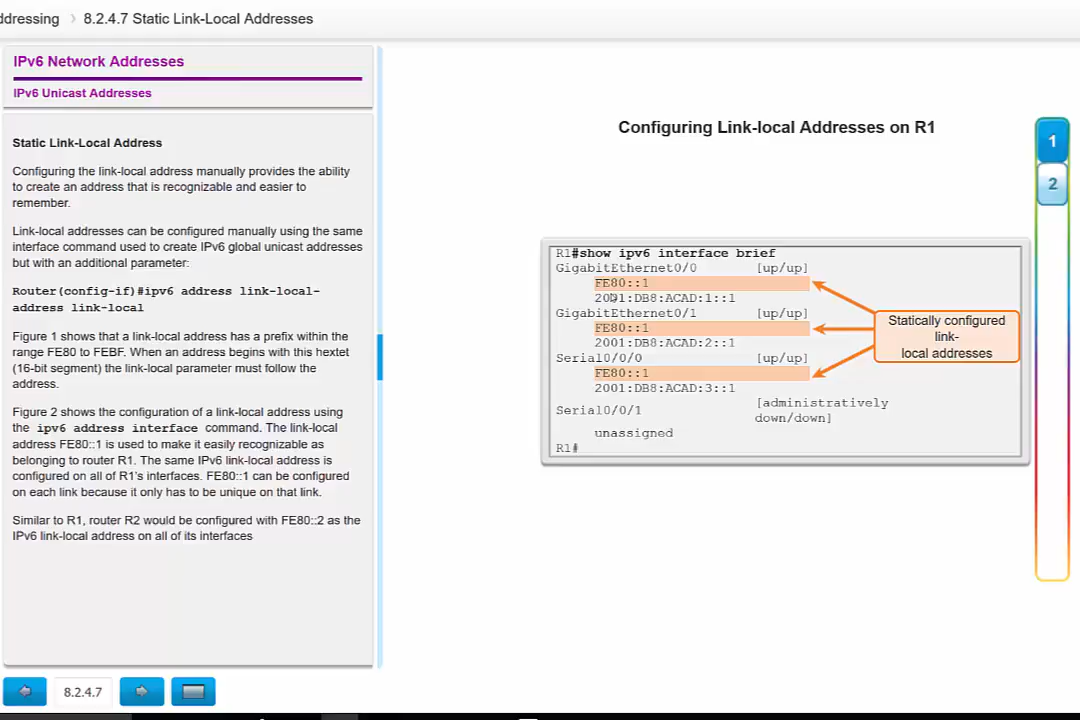 ddressing > 8.2.4.7 Static Link-Local Addresses
IPv6 Network Addresses
IPv6 Unicast Addresses
Static Link-Local Address
Configuring the link-local address manually provides the ability
to create an address that is recognizable and easier to
remember.
Link-local addresses can be configured manually using the same
interface command used to create IPv6 global unicast addresses
but with an additional parameter:
Router(config-if)#ipv6 address link-local-
address link-local
Figure 1 shows that a link-local address has a prefix within the
range FE80 to FEBF. When an address begins with this hextet
(16-bit segment) the link-local parameter must follow the
address.
Figure 2 shows the configuration of a link-local address using
the ipv6 address interface command. The link-local
address FE80::1 is used to make it easily recognizable as
belonging to router R1. The same IPv6 link-local address is
configured on all of R1's interfaces. FE80::1 can be configured
on each link because it only has to be unique on that link.
Similar to R1, router R2 would be configured with FE80::2 as the
IPv6 link-local address on all of its interfaces
8.2.4.7
Configuring Link-local Addresses on R1
R1#show ipv6 interface brief
GigabitEthernet0/0 [up/up]
FE80::1
2001:DB8:ACAD:1::1
GigabitEthernet0/1 [up/up]
FE80::1
2001:DB8:ACAD:2::1
Serial0/0/0 [up/up]
FE80::1
2001:DB8:ACAD:3::1
Serial0/0/1 [administratively
down/down]
unassigned
R1#
Statically configured
link-
local addresses
1
2